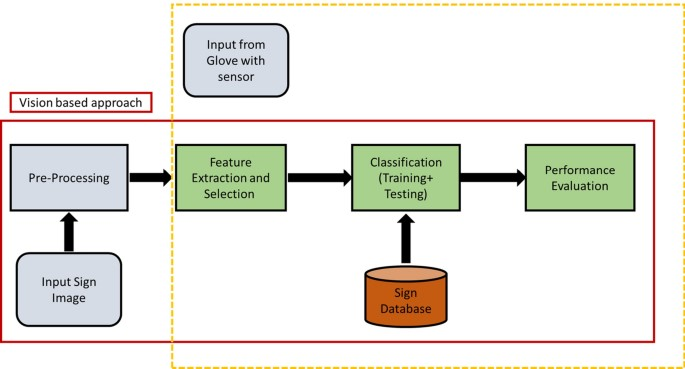 Input from
Glove with
sensor
Vision based approach
Pre-Processing
Feature
Extraction and
Selection
Classification
(Training+
Testing)
Performance
Evaluation
Input Sign
Image
Sign
Database